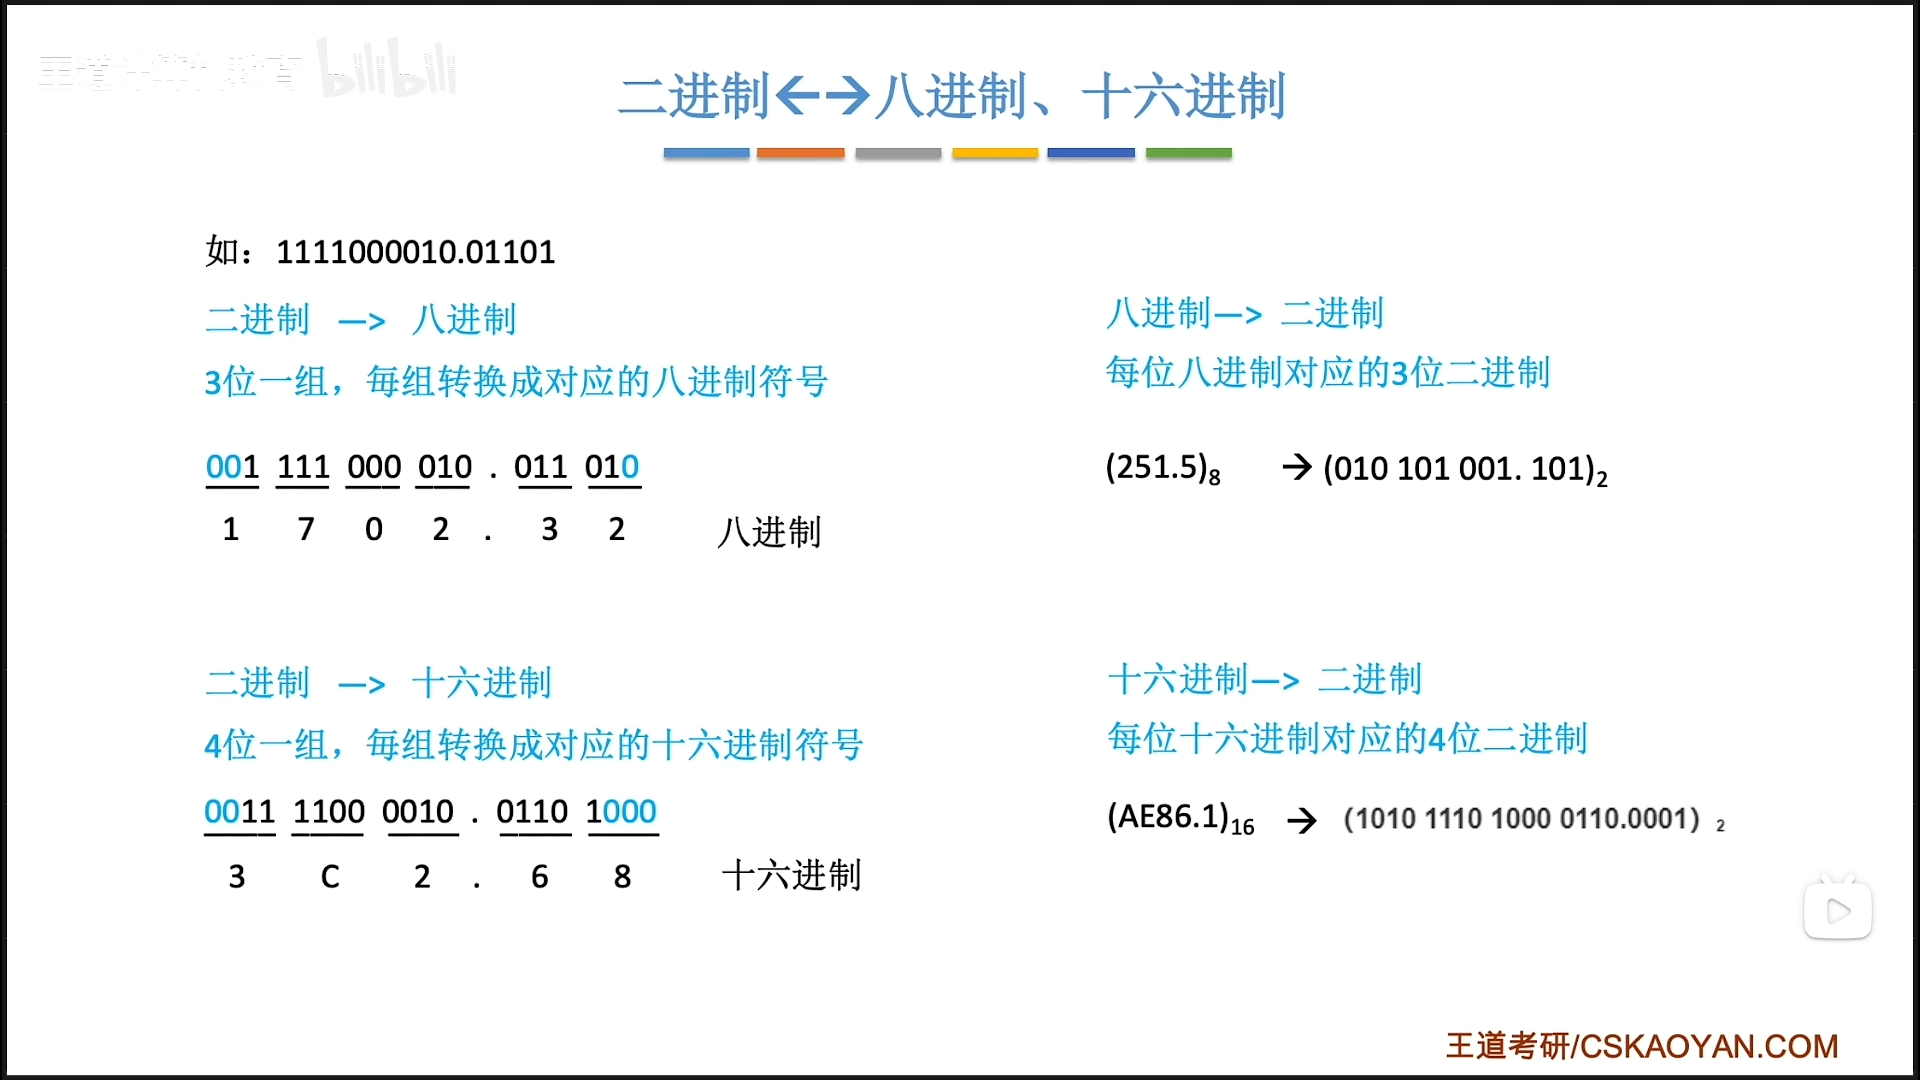 王道计算机教育 bilibili
二进制←→八进制、十六进制
如：1111000010.01101
二进制 —> 八进制
3位一组，每组转换成对应的八进制符号
001 111 000 010 . 011 010
1 7 0 2 . 3 2 八进制
二进制 —> 十六进制
4位一组，每组转换成对应的十六进制符号
0011 1100 0010 . 0110 1000
3 C 2 . 6 8 十六进制
八进制—> 二进制
每位八进制对应的3位二进制
(251.5)₈ → (010 101 001. 101)₂
十六进制—> 二进制
每位十六进制对应的4位二进制
(AE86.1)₁₆ → (1010 1110 1000 0110.0001) ₂
王道考研/CSKAOYAN.COM